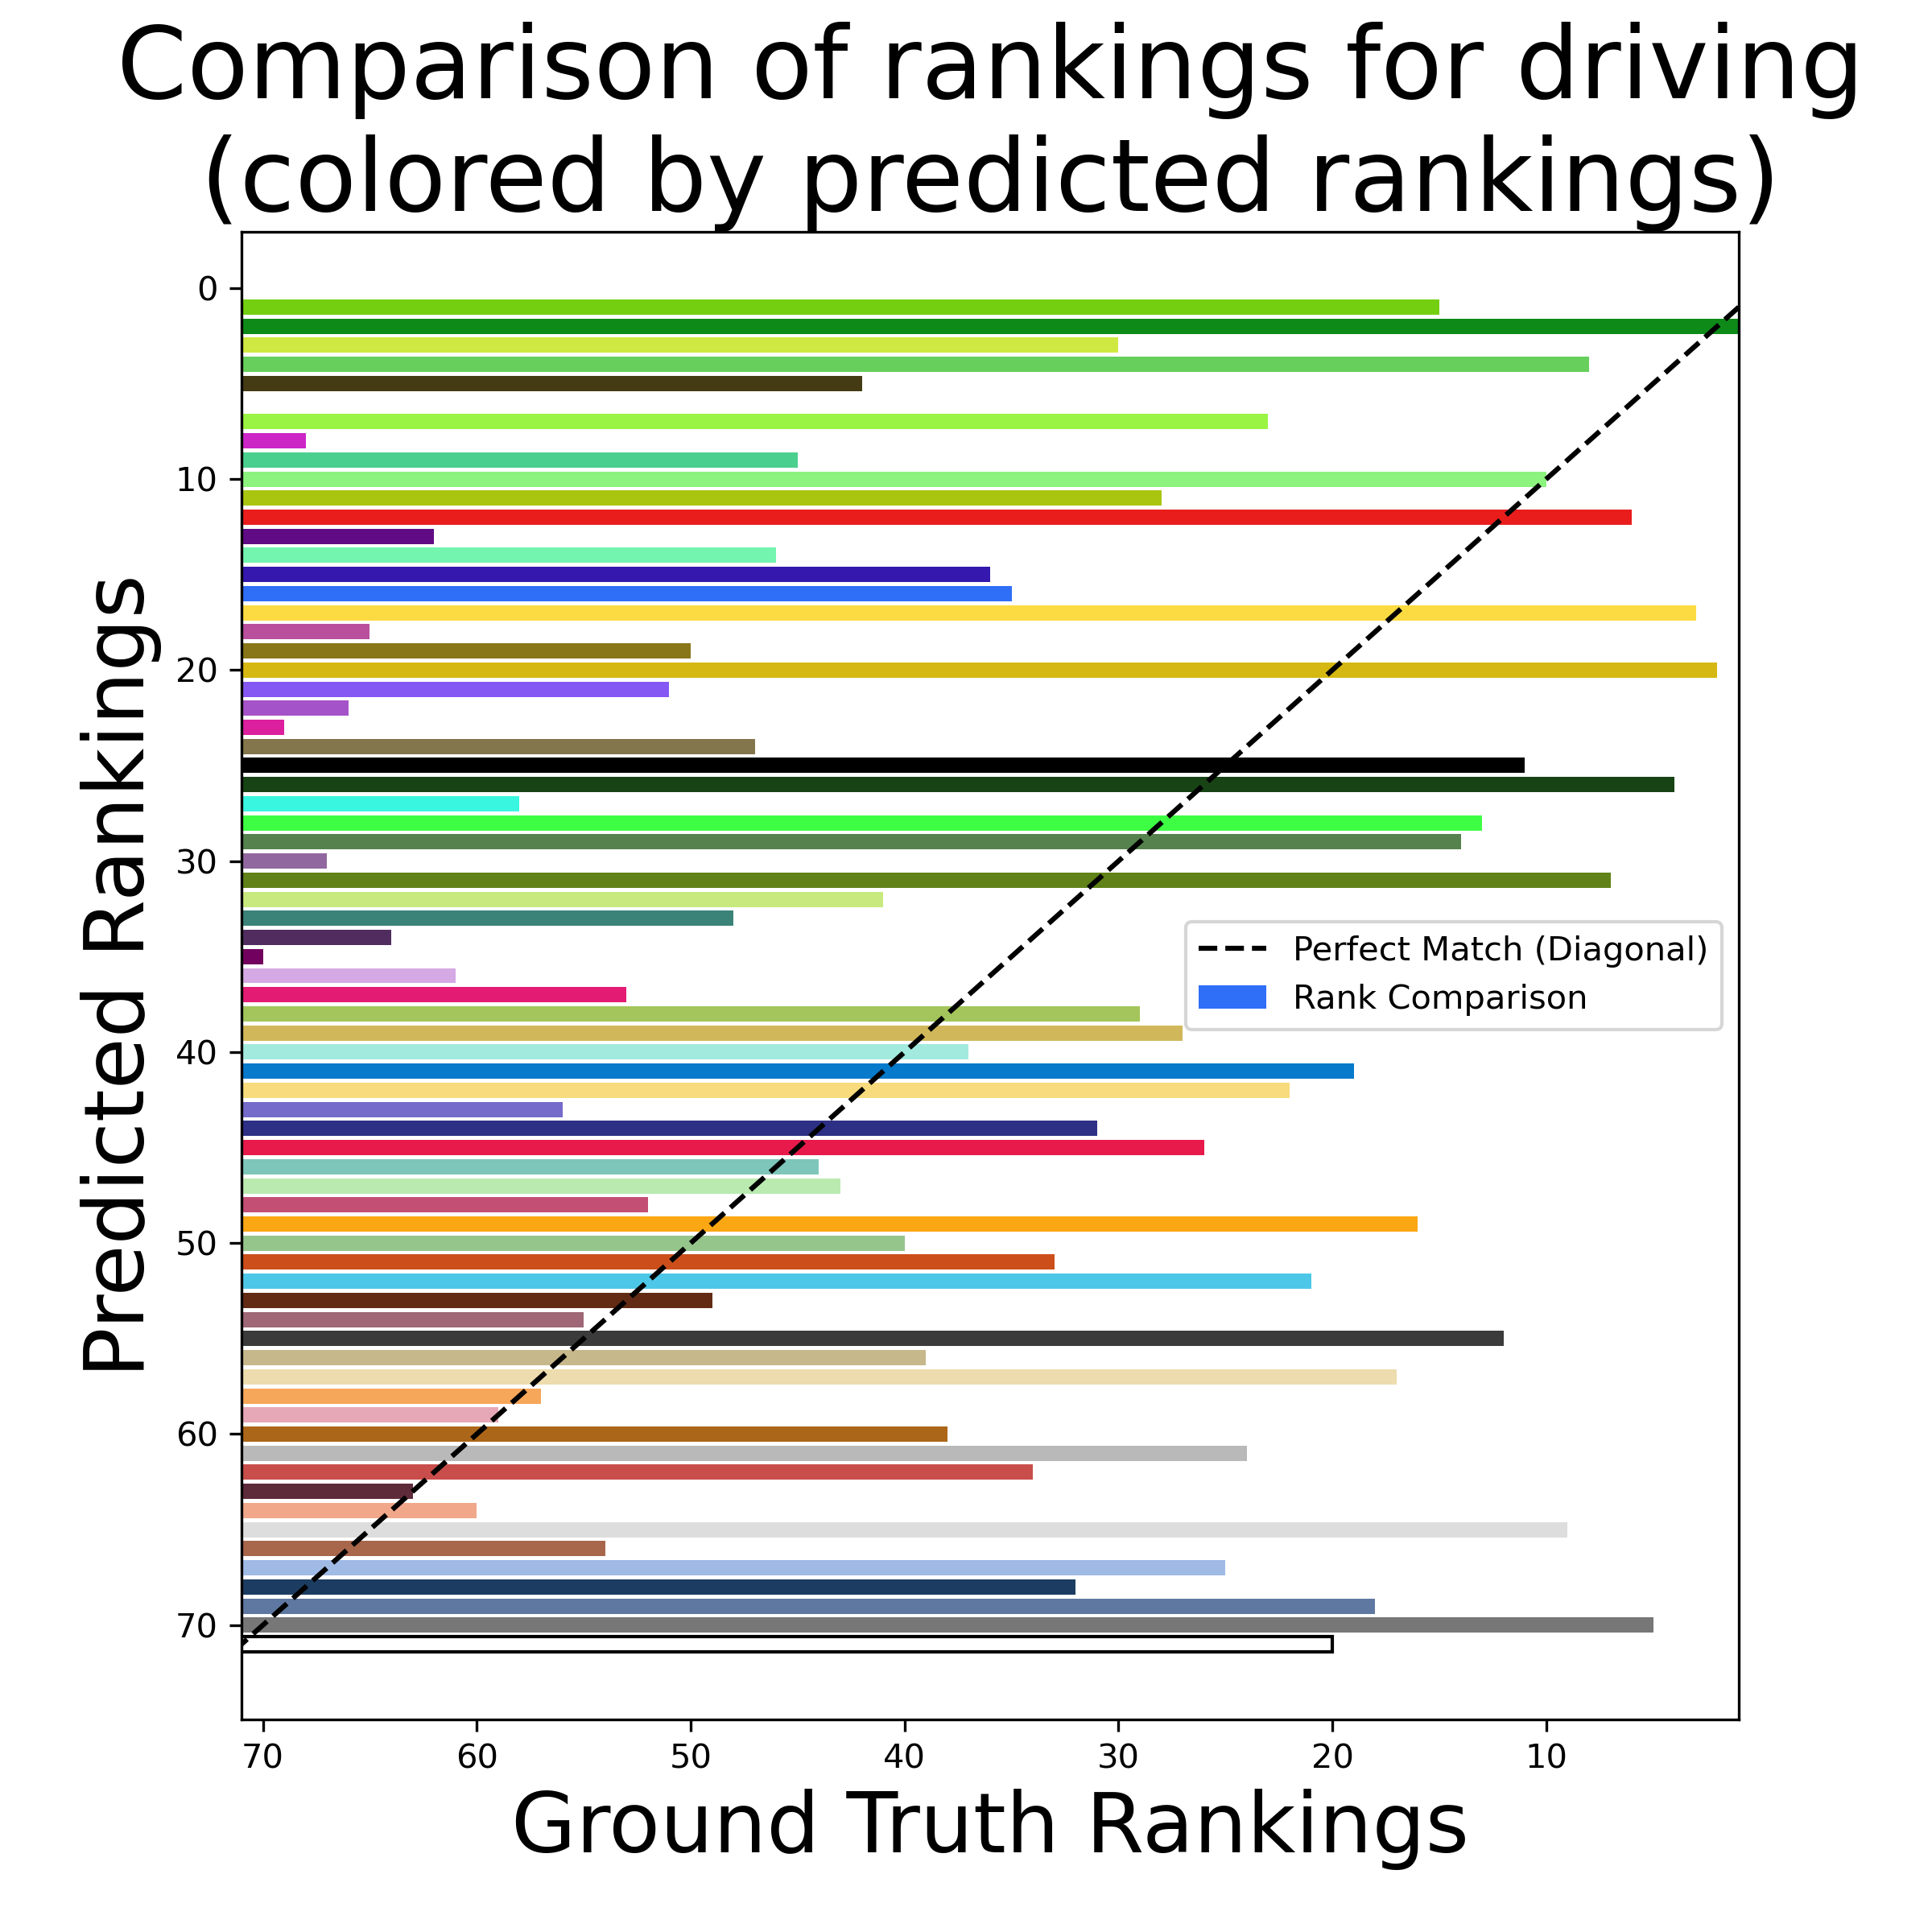 Comparison of rankings for driving
(colored by predicted rankings)
Predicted Rankings
0
10
20
30
40
50
60
70
Perfect Match (Diagonal)
Rank Comparison
70 60 50 40 30 20 10
Ground Truth Rankings